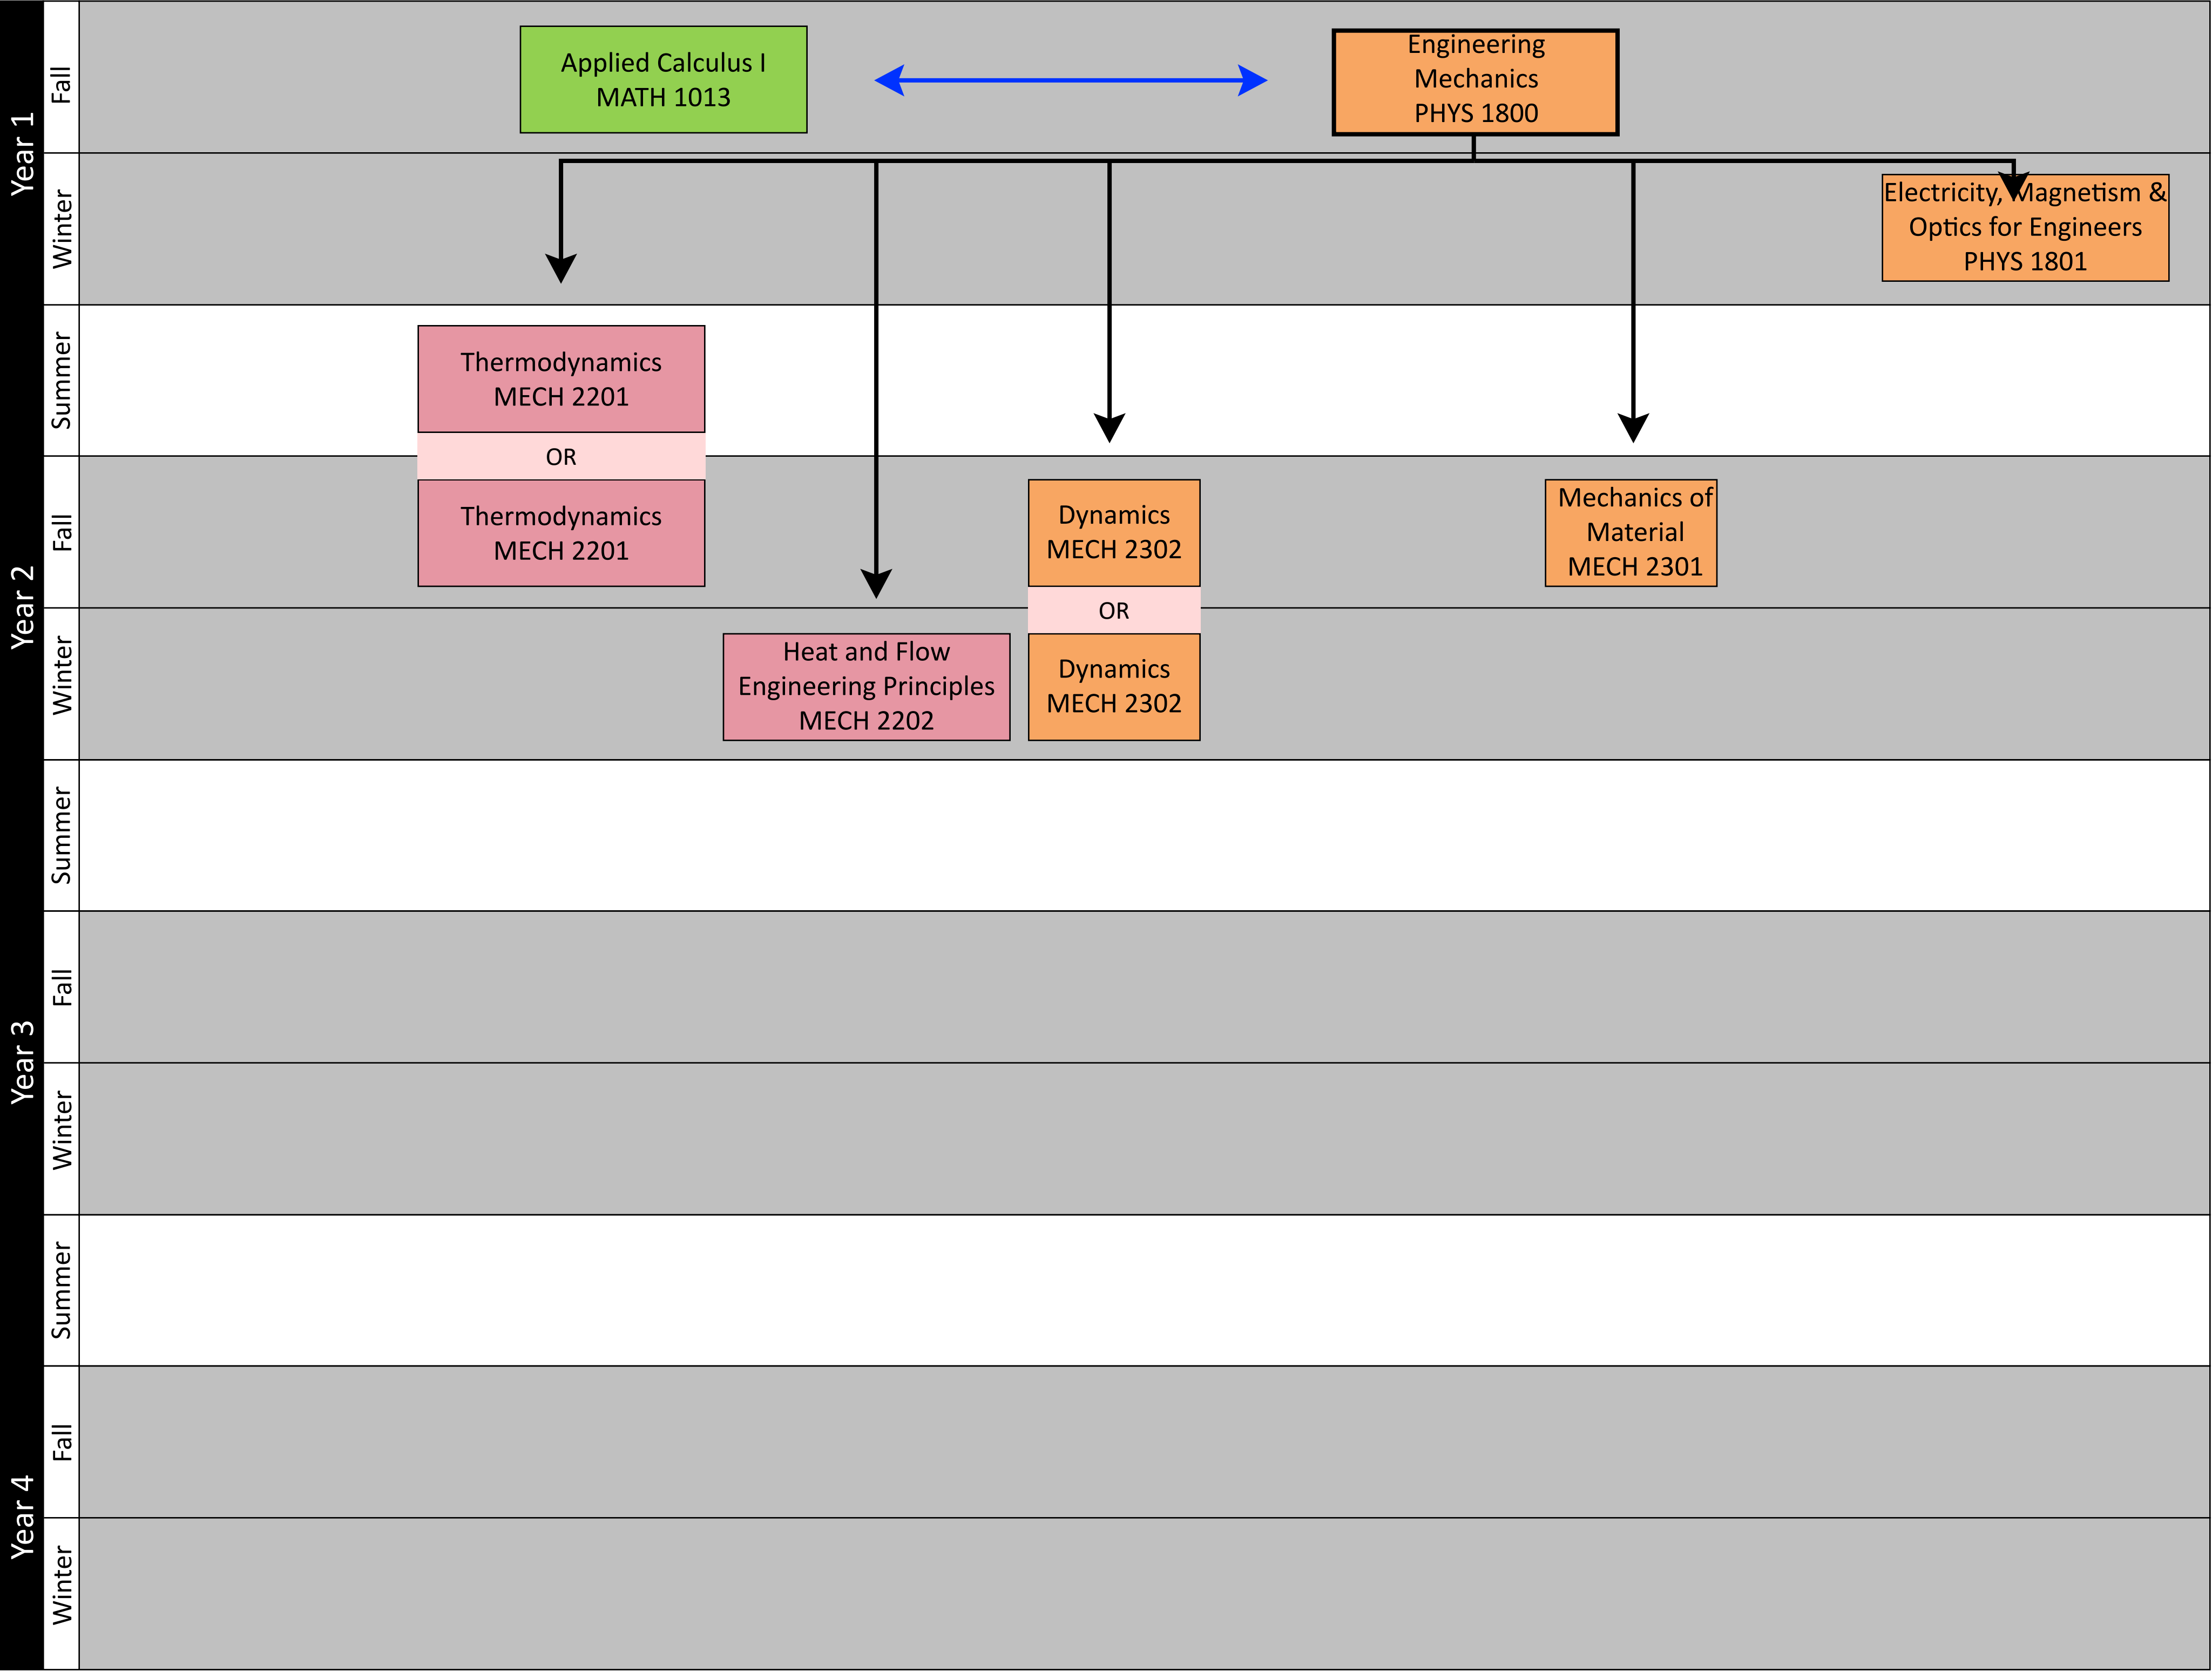 Year 1
Fall
Applied Calculus I
MATH 1013
Engineering
Mechanics
PHYS 1800
Winter
Electricity, Magnetism &
Optics for Engineers
PHYS 1801
Summer
Thermodynamics
MECH 2201
OR
Year 2
Fall
Thermodynamics
MECH 2201
Dynamics
MECH 2302
Mechanics of
Material
MECH 2301
OR
Winter
Heat and Flow
Engineering Principles
MECH 2202
Dynamics
MECH 2302
Summer
Year 3
Fall
Winter
Summer
Year 4
Fall
Winter